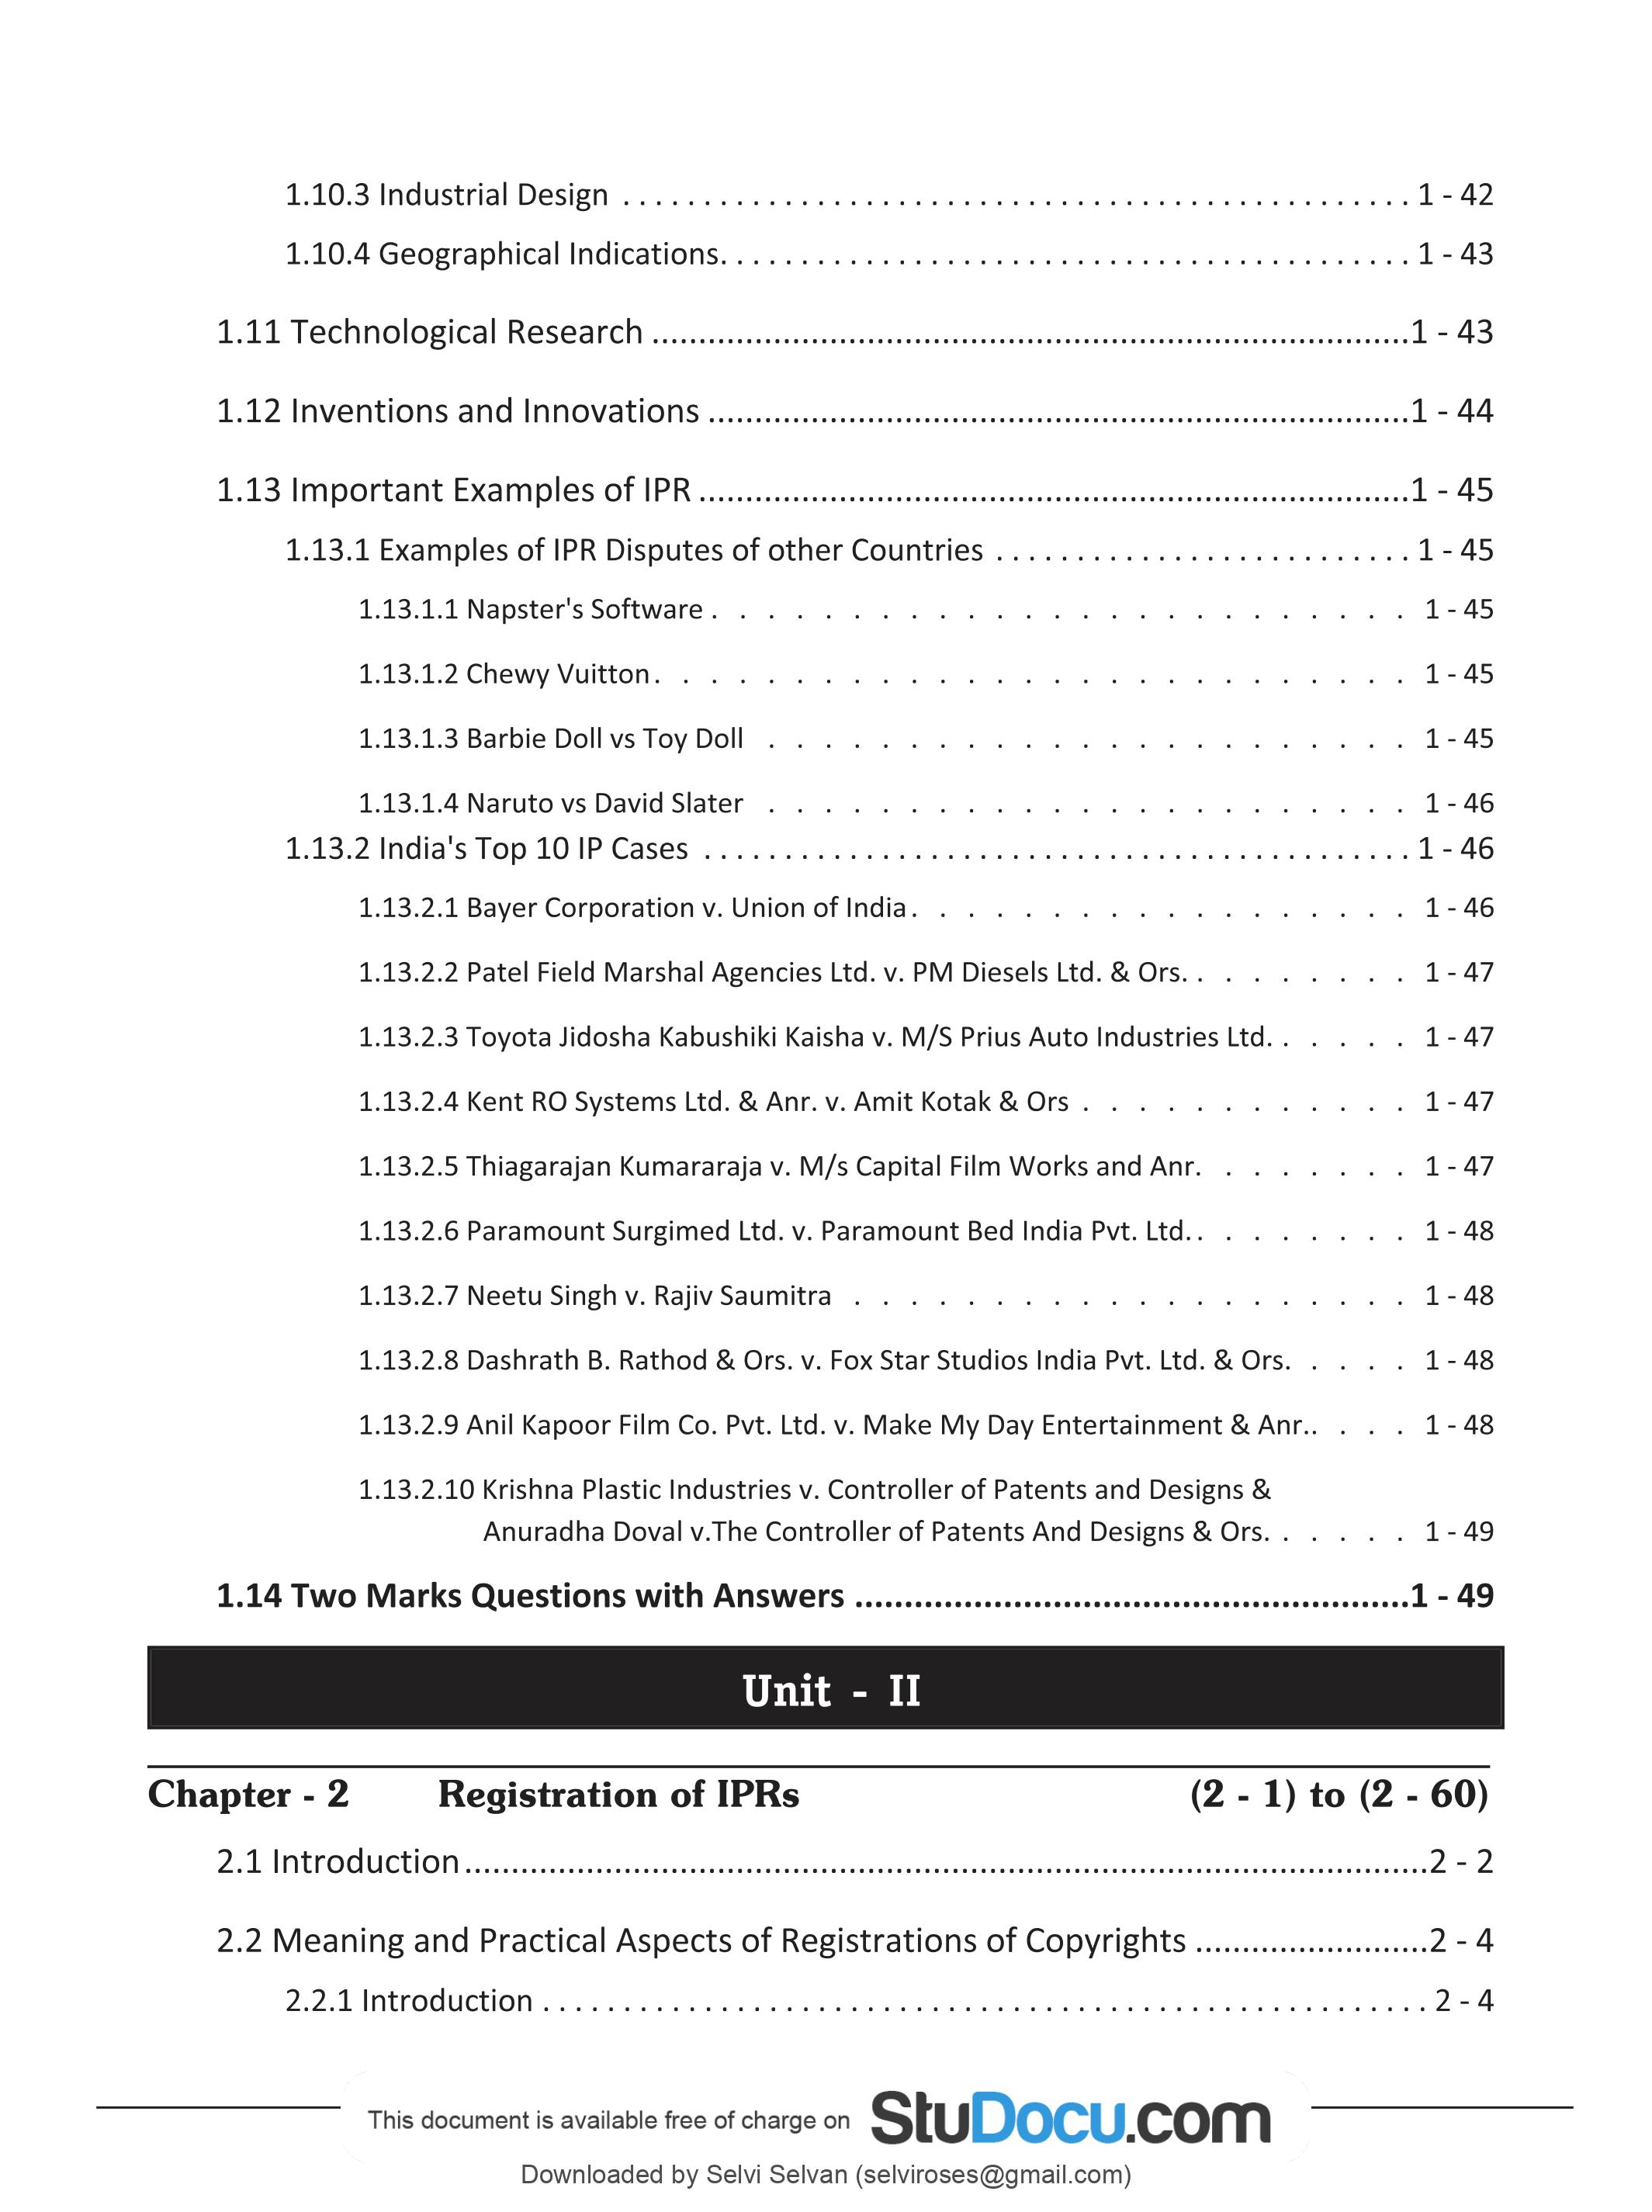 1.10.3 Industrial Design . . . . . . . . . . . . . . . . . . . . . . . . . . . . . . . . . . . . . . . . . . . . . . . . . 1 - 42
1.10.4 Geographical Indications. . . . . . . . . . . . . . . . . . . . . . . . . . . . . . . . . . . . . . . . . . . 1 - 43
1.11 Technological Research ..................................................................................1 - 43
1.12 Inventions and Innovations ............................................................................1 - 44
1.13 Important Examples of IPR .............................................................................1 - 45
1.13.1 Examples of IPR Disputes of other Countries . . . . . . . . . . . . . . . . . . . . . . . . . . 1 - 45
1.13.1.1 Napster's Software . . . . . . . . . . . . . . . . . . . . . . . . . 1 - 45
1.13.1.2 Chewy Vuitton . . . . . . . . . . . . . . . . . . . . . . . . . . . 1 - 45
1.13.1.3 Barbie Doll vs Toy Doll . . . . . . . . . . . . . . . . . . . . . . . 1 - 45
1.13.1.4 Naruto vs David Slater . . . . . . . . . . . . . . . . . . . . . . . 1 - 46
1.13.2 India's Top 10 IP Cases . . . . . . . . . . . . . . . . . . . . . . . . . . . . . . . . . . . . . . . . . . . . 1 - 46
1.13.2.1 Bayer Corporation v. Union of India . . . . . . . . . . . . . . . . . . 1 - 46
1.13.2.2 Patel Field Marshal Agencies Ltd. v. PM Diesels Ltd. & Ors. . . . . . . . . 1 - 47
1.13.2.3 Toyota Jidosha Kabushiki Kaisha v. M/S Prius Auto Industries Ltd. . . . . . 1 - 47
1.13.2.4 Kent RO Systems Ltd. & Anr. v. Amit Kotak & Ors . . . . . . . . . . . . 1 - 47
1.13.2.5 Thiagarajan Kumararaja v. M/s Capital Film Works and Anr. . . . . . . . 1 - 47
1.13.2.6 Paramount Surgimed Ltd. v. Paramount Bed India Pvt. Ltd. . . . . . . . . 1 - 48
1.13.2.7 Neetu Singh v. Rajiv Saumitra . . . . . . . . . . . . . . . . . . . . 1 - 48
1.13.2.8 Dashrath B. Rathod & Ors. v. Fox Star Studios India Pvt. Ltd. & Ors. . . . . 1 - 48
1.13.2.9 Anil Kapoor Film Co. Pvt. Ltd. v. Make My Day Entertainment & Anr.. . . . 1 - 48
1.13.2.10 Krishna Plastic Industries v. Controller of Patents and Designs &
Anuradha Doval v.The Controller of Patents And Designs & Ors. . . . . . 1 - 49
1.14 Two Marks Questions with Answers .........................................................1 - 49
Unit - II
Chapter - 2 Registration of IPRs (2 - 1) to (2 - 60)
2.1 Introduction.........................................................................................................2 - 2
2.2 Meaning and Practical Aspects of Registrations of Copyrights .........................2 - 4
2.2.1 Introduction . . . . . . . . . . . . . . . . . . . . . . . . . . . . . . . . . . . . . . . . . . . . . . . . . . . . . . . 2 - 4
This document is available free of charge on StuDocu.com
Downloaded by Selvi Selvan (selviroses@gmail.com)